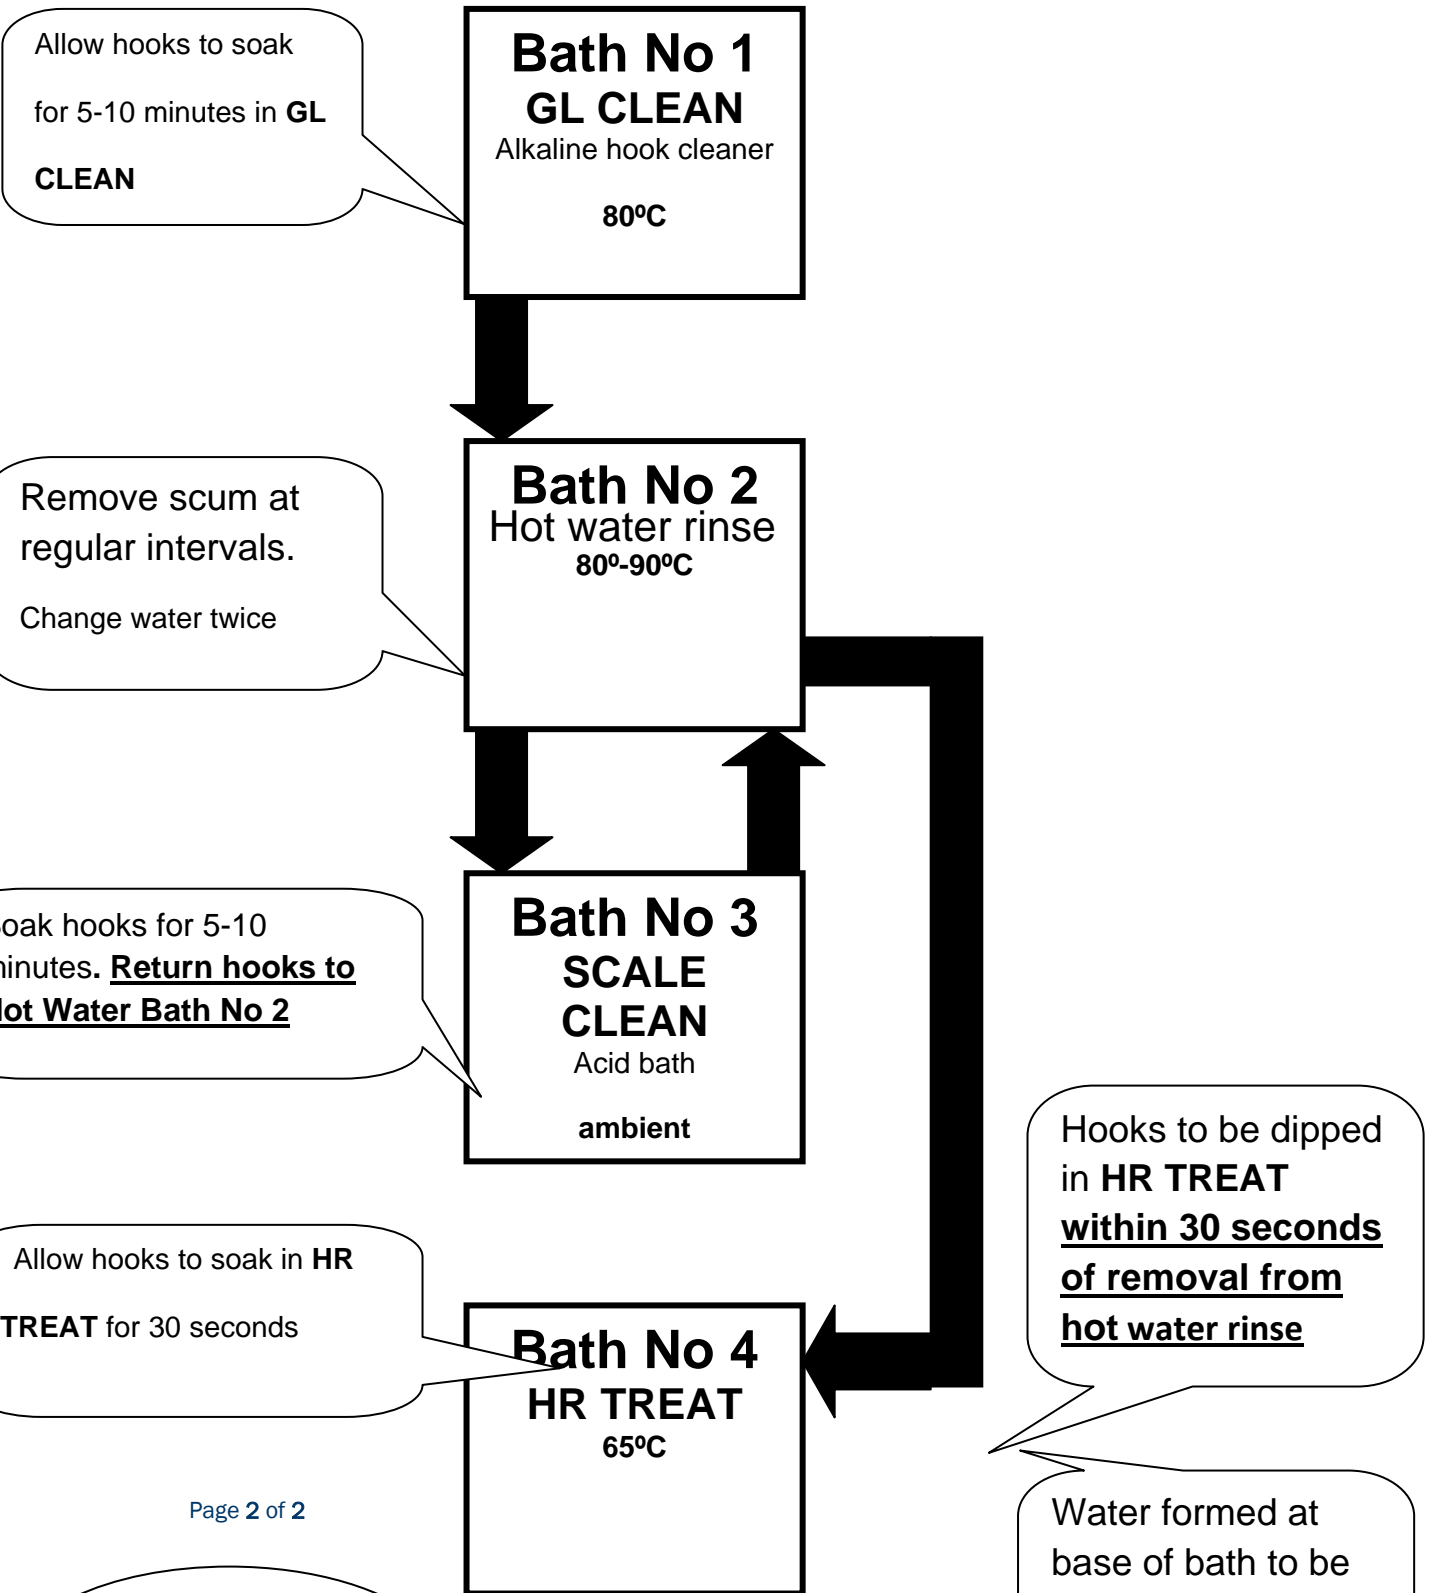 Allow hooks to soak
for 5-10 minutes in GL
CLEAN
Bath No 1
GL CLEAN
Alkaline hook cleaner
80ºC
Remove scum at
regular intervals.
Change water twice
Bath No 2
Hot water rinse
80º-90ºC
hooks for 5-10
Return hooks to
Water Bath No 2
Bath No 3
SCALE
CLEAN
Acid bath
ambient
Hooks to be dipped
in HR TREAT
within 30 seconds
of removal from
hot water rinse
Allow hooks to soak in HR
TREAT for 30 seconds
Bath No 4
HR TREAT
65ºC
Page 2 of 2
Water formed at
base of bath to be